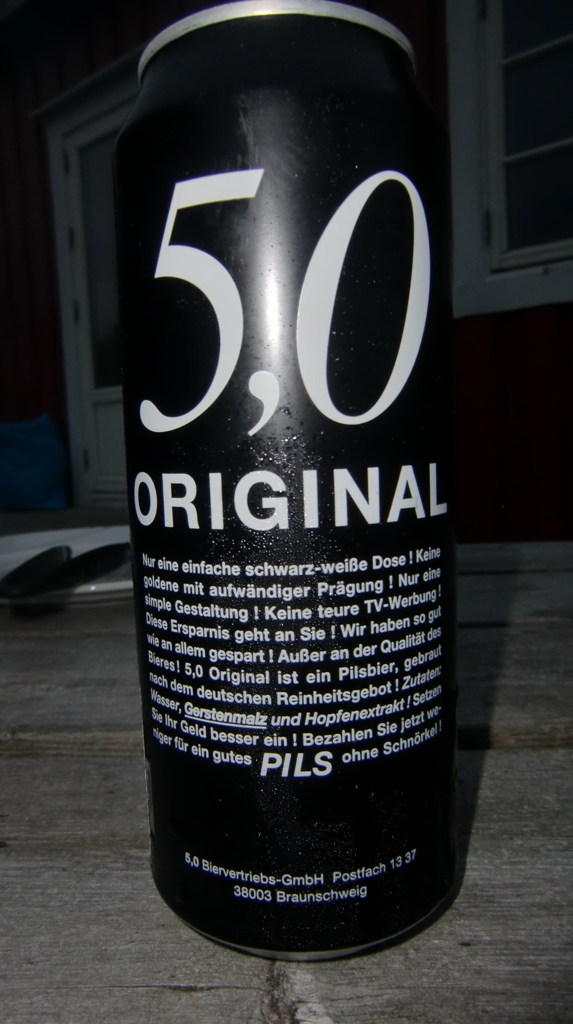 5,0
ORIGINAL
Nur eine einfache schwarz-weiße Dose ! Keine
goldene mit aufwändiger Prägung ! Nur eine
simple Gestaltung ! Keine teure TV-Werbung !
Diese Ersparnis geht an Sie ! Wir haben so gut
wie an allem gespart ! Außer an der Qualität des
Bieres ! 5,0 Original ist ein Pilsbier, gebraut
nach dem deutschen Reinheitsgebot ! Zutaten:
Wasser, Gerstenmalz und Hopfenextrakt ! Setzen
Sie Ihr Geld besser ein ! Bezahlen Sie jetzt we-
niger für ein gutes PILS ohne Schnörkel !
5,0 Biervertriebs-GmbH Postfach 13 37
38003 Braunschweig